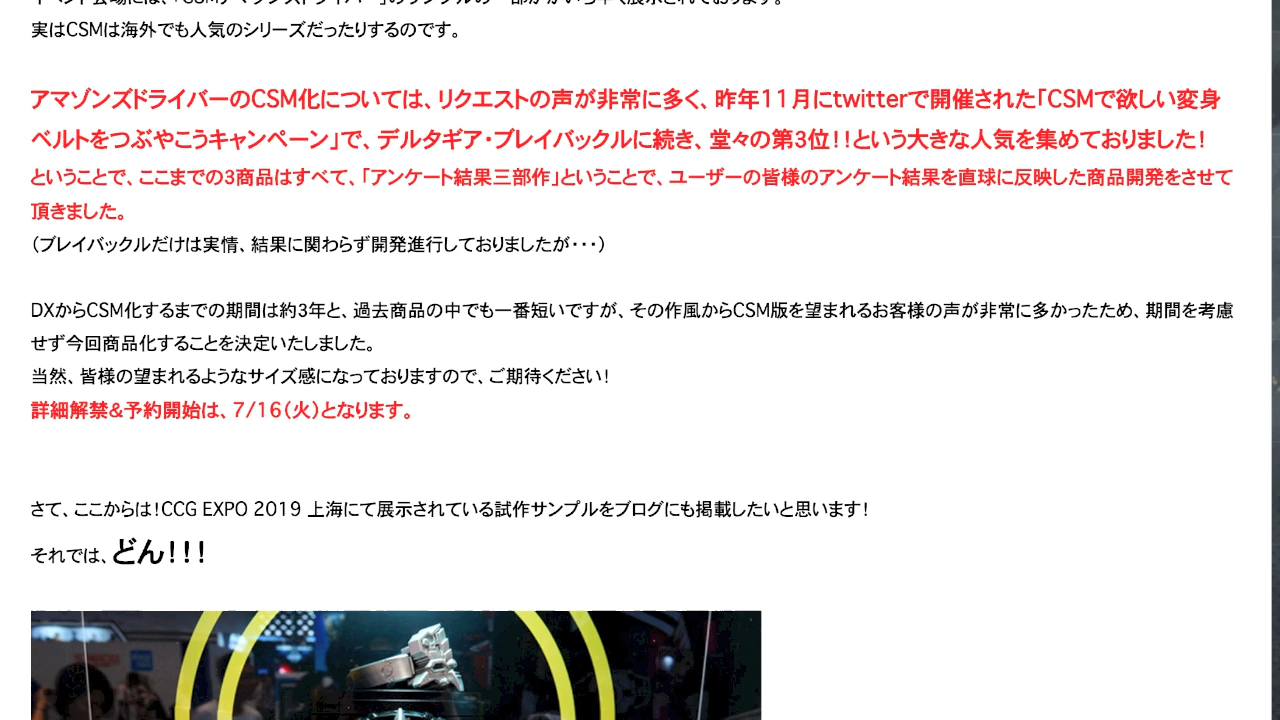 実はCSMは海外でも人気のシリーズだったりするのです。
アマゾンズドライバーのCSM化については、リクエストの声が非常に多く、昨年11月にtwitterで開催された「CSMで欲しい変身
ベルトをつぶやこうキャンペーン」で、デルタギア・ブレイバックルに続き、堂々の第3位!!という大きな人気を集めておりました!
ということで、ここまでの3商品はすべて、「アンケート結果三部作」ということで、ユーザーの皆様のアンケート結果を直球に反映した商品開発をさせて
頂きました。
(ブレイバックルだけは実情、結果に関わらず開発進行しておりましたが・・・)
DXからCSM化するまでの期間は約3年と、過去商品の中でも一番短いですが、その作風からCSM版を望まれるお客様の声が非常に多かったため、期間を考慮
せず今回商品化することを決定いたしました。
当然、皆様の望まれるようなサイズ感になっておりますので、ご期待ください!
詳細解禁&予約開始は、7/16(火)となります。
さて、ここからは!CCG EXPO 2019 上海にて展示されている試作サンプルをブログにも掲載したいと思います!
それでは、どん!!!